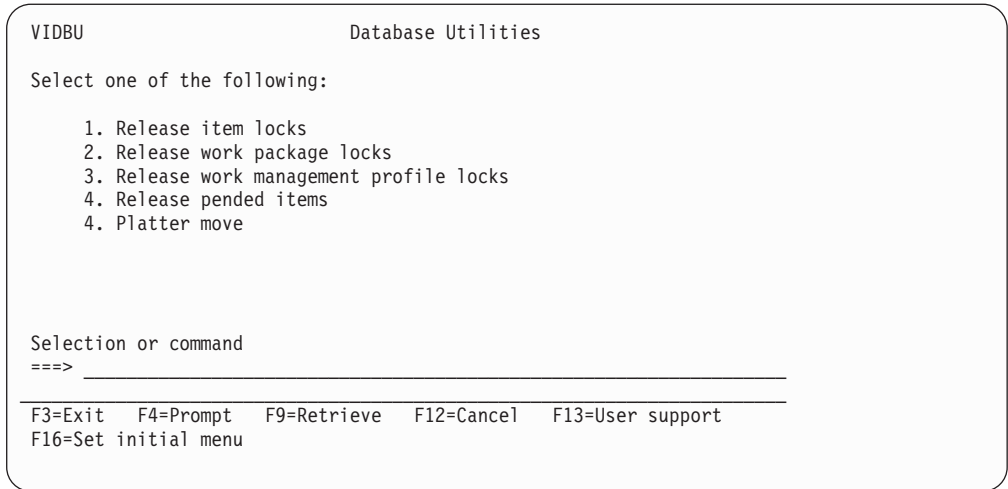 VIDBU Database Utilities
Select one of the following:
1. Release item locks
2. Release work package locks
3. Release work management profile locks
4. Release pended items
4. Platter move
Selection or command
===> 
F3=Exit F4=Prompt F9=Retrieve F12=Cancel F13=User support
F16=Set initial menu